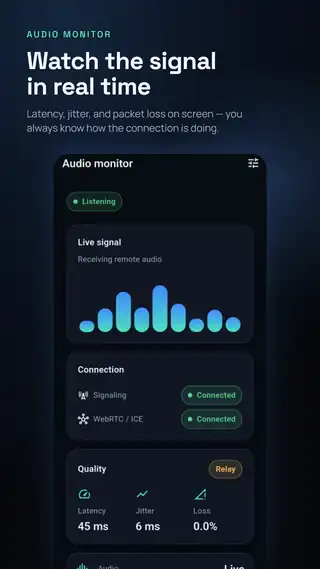 AUDIO MONITOR
Watch the signal
in real time
Latency, jitter, and packet loss on screen — you
always know how the connection is doing.
Audio monitor
Listening
Live signal
Receiving remote audio
Connection
Signaling
Connected
WebRTC / ICE
Connected
Quality
Relay
Latency
Jitter
Loss
45 ms
6 ms
0.0%
Audio
Live